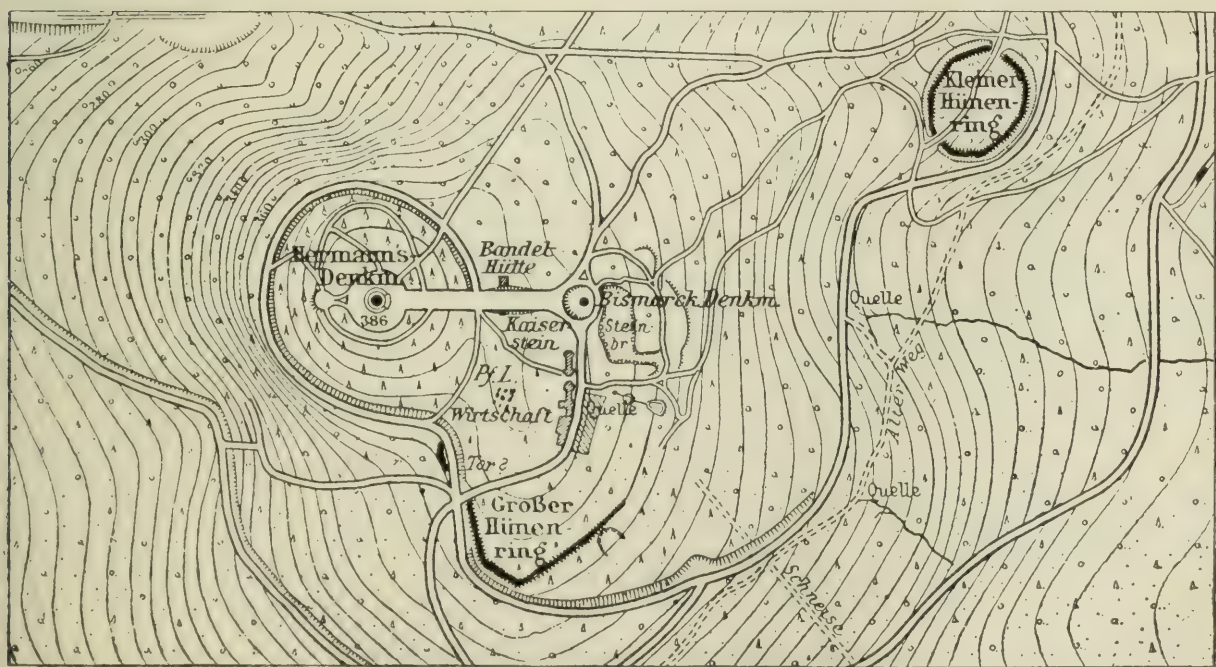 280
300
320
340
360
Kleiner
Hünen-
ring
Hermanns-
Denkm.
386
Bandel
Hütte
Bismarck Denkm.
Kaiser
stein
Stein
br
Quelle
Pf. L.
Wirtschaft
Quelle
Alter Weg
Tor ?
Großer
Hünen
ring
Quelle
Schneise